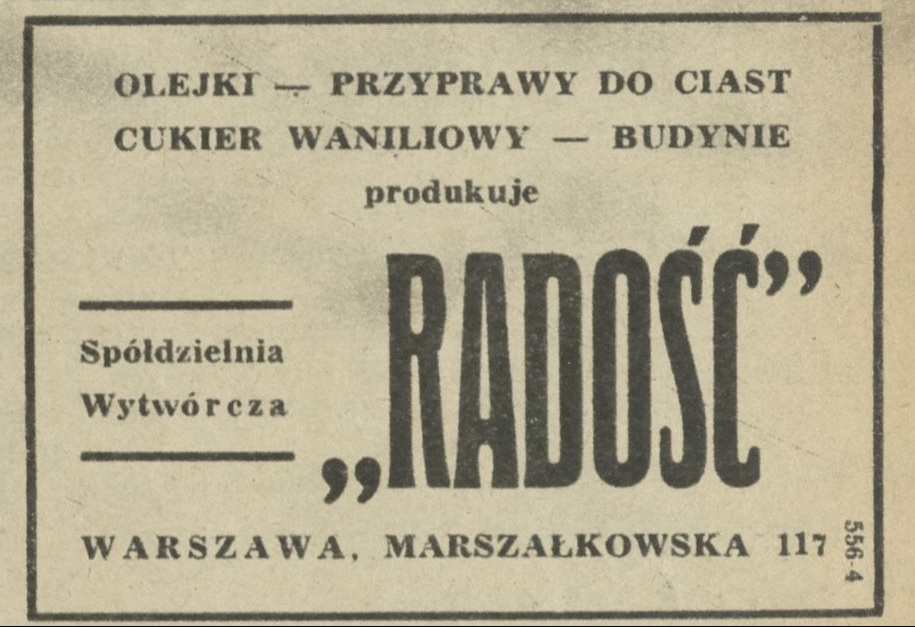 OLEJKI — PRZYPRAWY DO CIAST
CUKIER WANILIOWY — BUDYNIE
produkuje
Spółdzielnia
Wytwórcza
„RADOŚĆ”
WARSZAWA, MARSZAŁKOWSKA 117
556-4